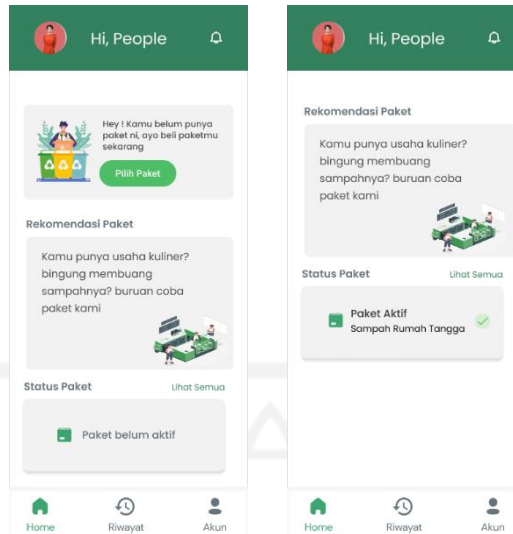 Hi, People
Hey ! Kamu belum punya
paket ni, ayo beli paketmu
sekarang
Pilih Paket
Rekomendasi Paket
Kamu punya usaha kuliner?
bingung membuang
sampahnya? buruan coba
paket kami
Status Paket
Lihat Semua
Paket belum aktif
Home
Riwayat
Akun
Hi, People
Rekomendasi Paket
Kamu punya usaha kuliner?
bingung membuang
sampahnya? buruan coba
paket kami
Status Paket
Lihat Semua
Paket Aktif
Sampah Rumah Tangga
Home
Riwayat
Akun